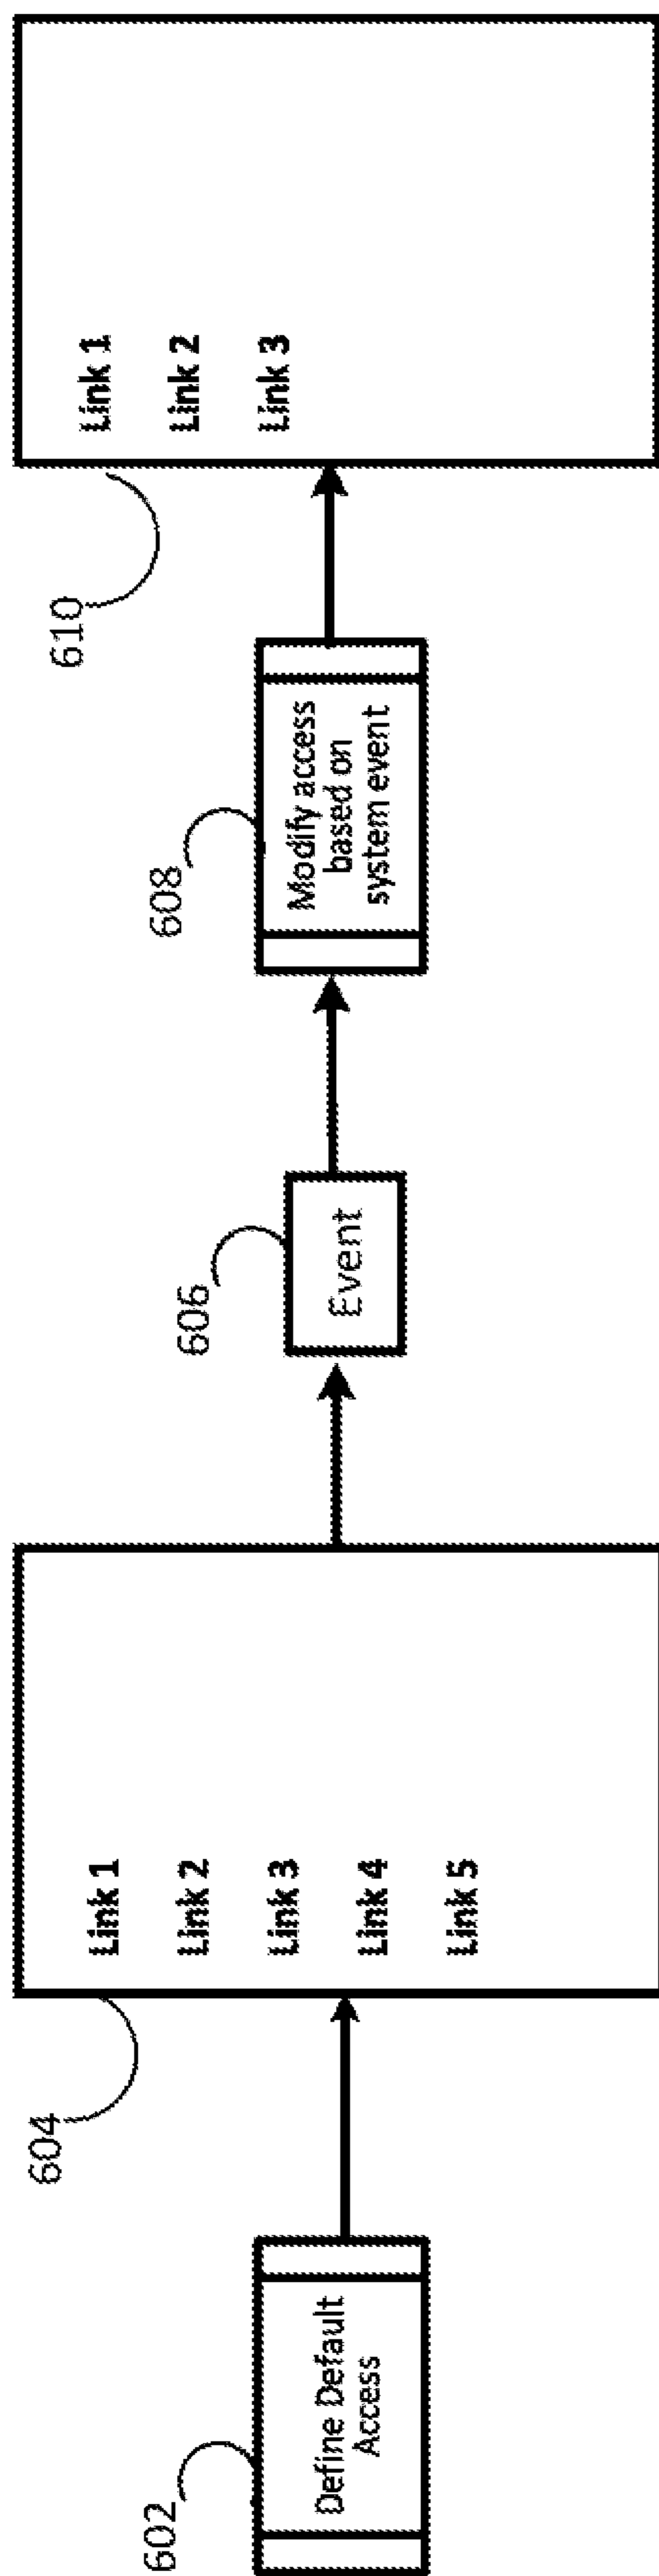 602
Define Default
Access
604
Link 1
Link 2
Link 3
Link 4
Link 5
606
Event
608
Modify access
based on
system event
610
Link 1
Link 2
Link 3